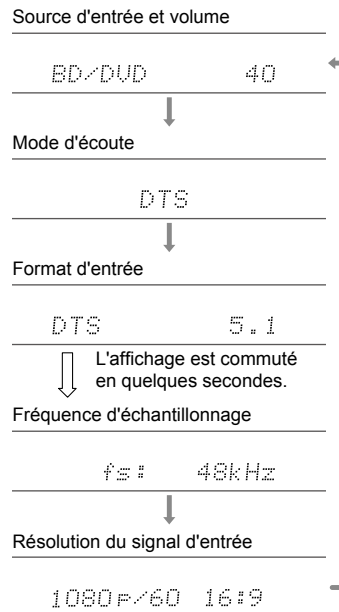 Source d'entrée et volume
BD/DVD 40
Mode d'écoute
DTS
Format d'entrée
DTS 5.1
L'affichage est commuté
en quelques secondes.
Fréquence d'échantillonnage
fs: 48kHz
Résolution du signal d'entrée
1080p/60 16:9